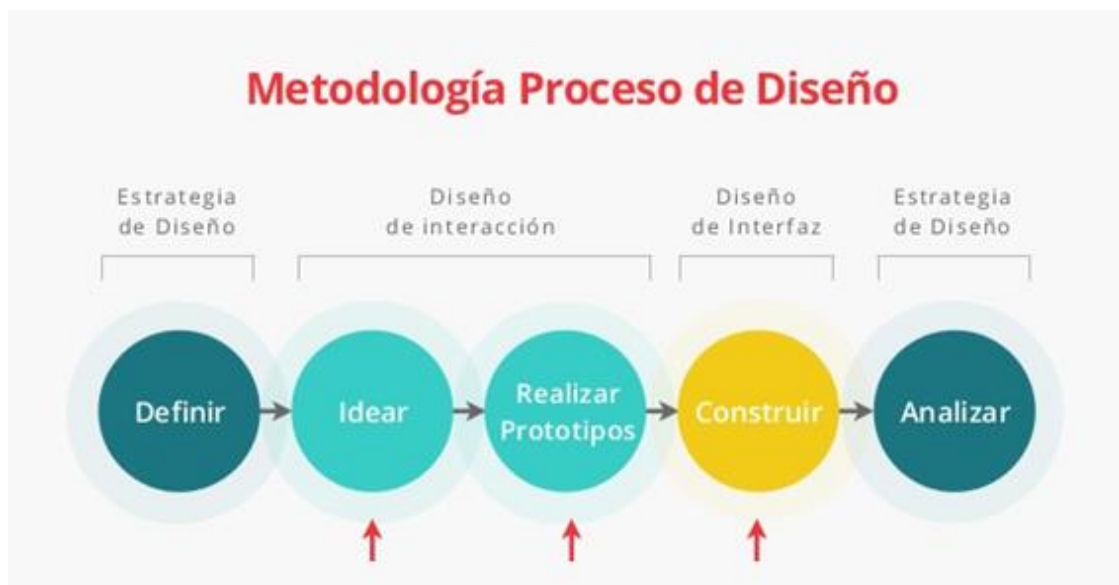 Metodología Proceso de Diseño
Estrategia
de Diseño
Diseño
de interacción
Diseño
de Interfaz
Estrategia
de Diseño
Definir
Idear
Realizar
Prototipos
Construir
Analizar